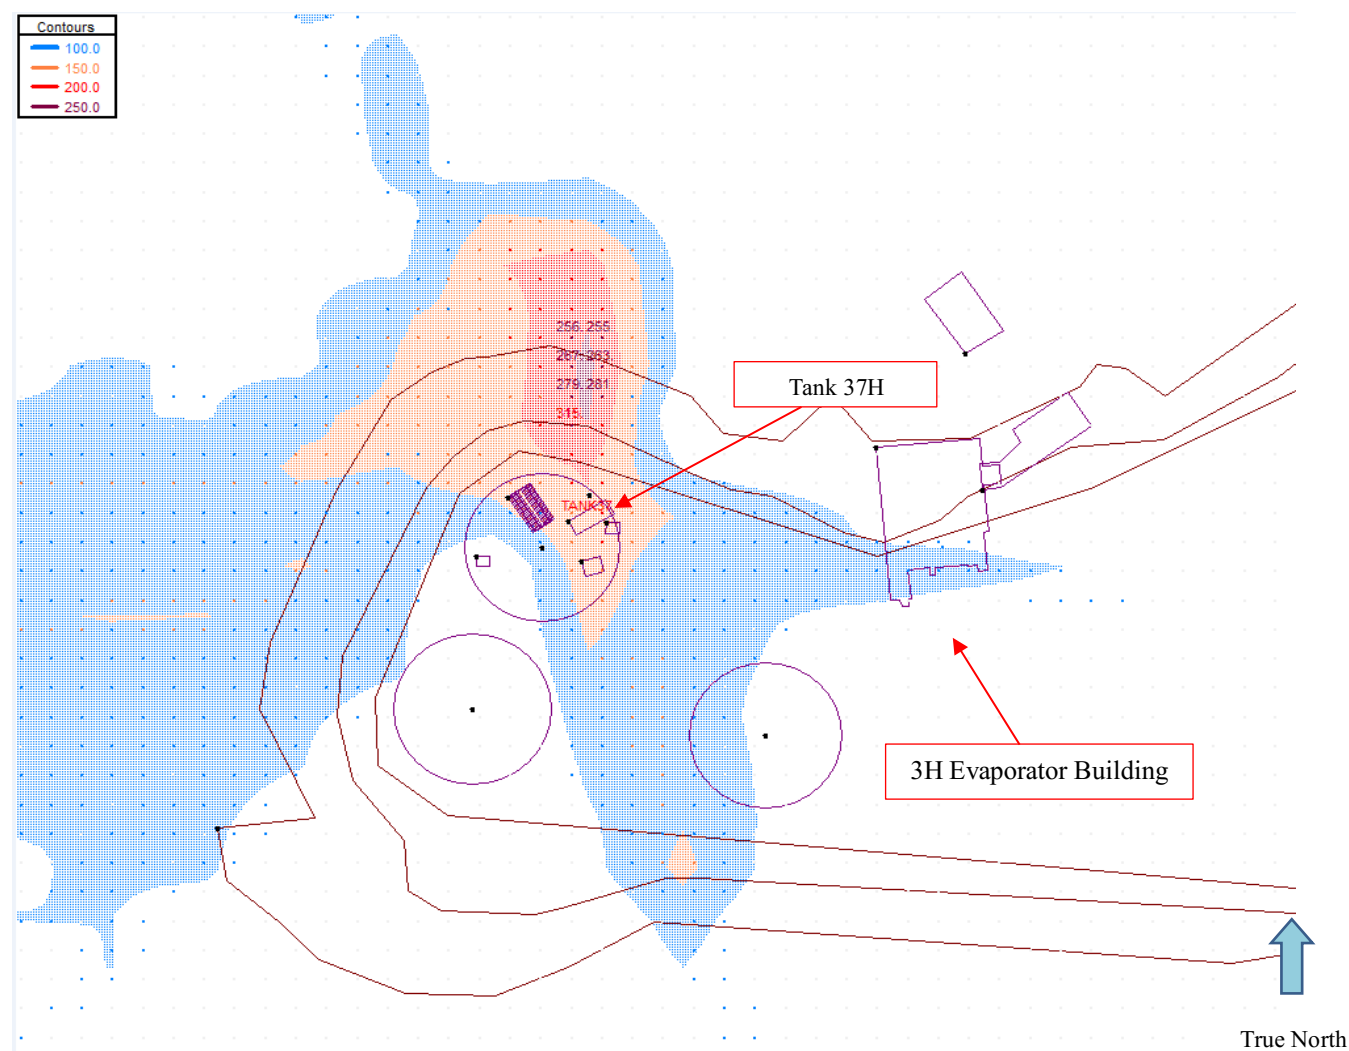 Contours
100.0
150.0
200.0
250.0
256. 255
267. 263
279. 281
315.
Tank 37H
TANK37
3H Evaporator Building
True North